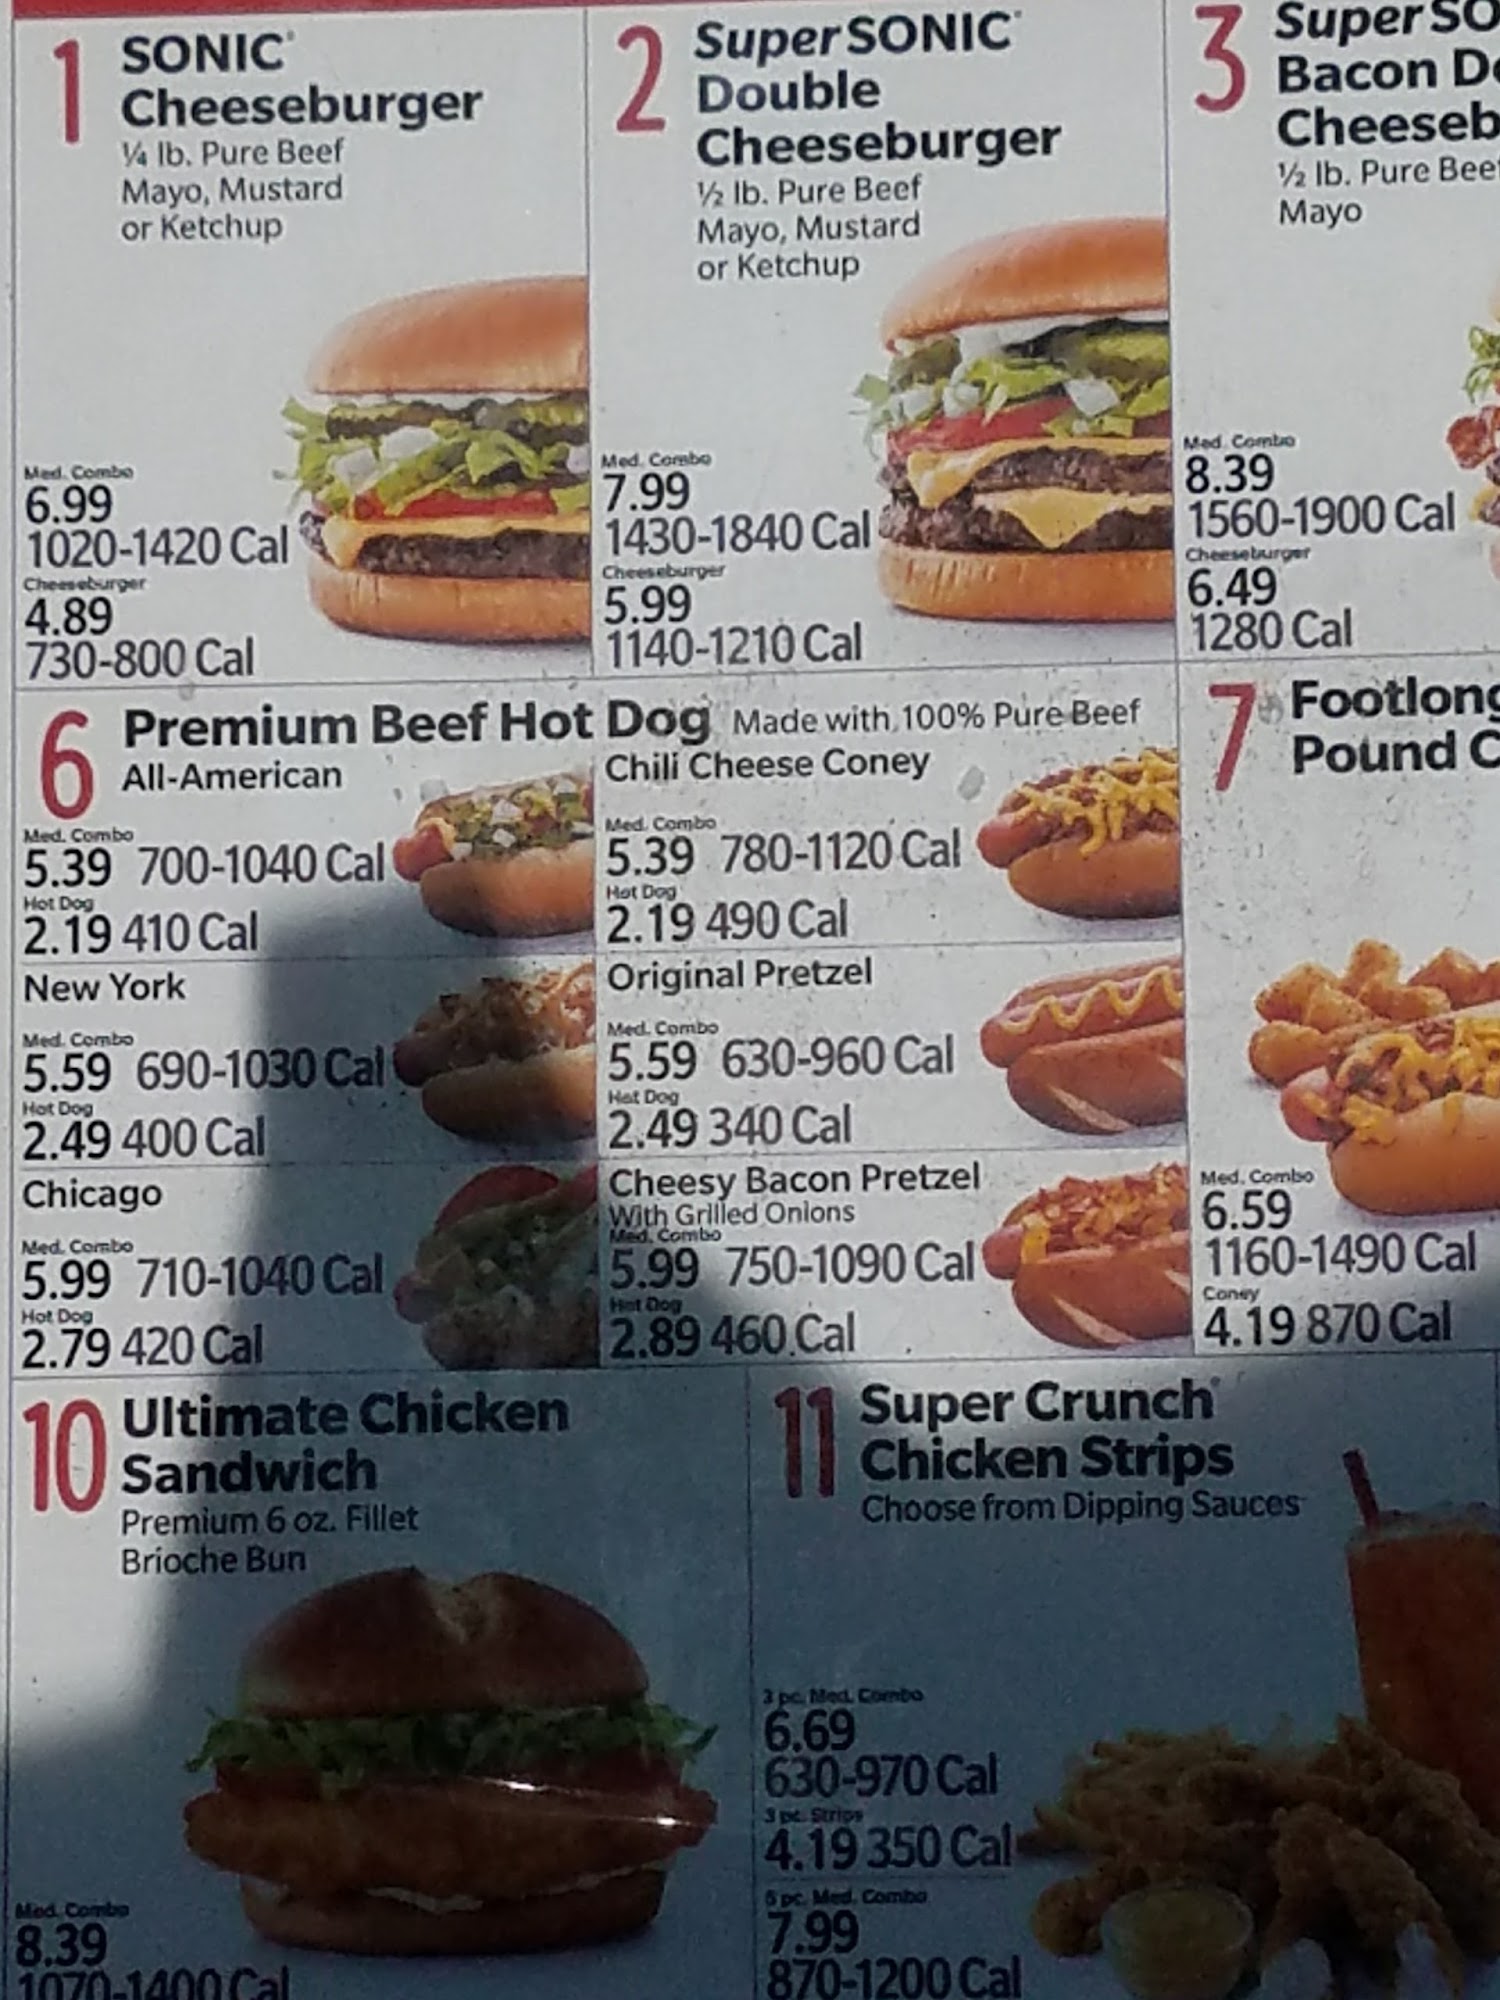 1
SONIC®
Cheeseburger
¼ lb. Pure Beef
Mayo, Mustard
or Ketchup
Med. Combo
6.99
1020-1420 Cal
Cheeseburger
4.89
730-800 Cal
2
SuperSONIC®
Double
Cheeseburger
½ lb. Pure Beef
Mayo, Mustard
or Ketchup
Med. Combo
7.99
1430-1840 Cal
Cheeseburger
5.99
1140-1210 Cal
3
SuperSO
Bacon Do
Cheeseb
½ lb. Pure Beef
Mayo
Med. Combo
8.39
1560-1900 Cal
Cheeseburger
6.49
1280 Cal
6
Premium Beef Hot Dog Made with 100% Pure Beef
All-American
Med. Combo
5.39 700-1040 Cal
Hot Dog
2.19 410 Cal
Chili Cheese Coney
Med. Combo
5.39 780-1120 Cal
Hot Dog
2.19 490 Cal
New York
Med. Combo
5.59 690-1030 Cal
Hot Dog
2.49 400 Cal
Original Pretzel
Med. Combo
5.59 630-960 Cal
Hot Dog
2.49 340 Cal
Chicago
Med. Combo
5.99 710-1040 Cal
Hot Dog
2.79 420 Cal
Cheesy Bacon Pretzel
With Grilled Onions
Med. Combo
5.99 750-1090 Cal
Hot Dog
2.89 460 Cal
7
Footlong
Pound C
Med. Combo
6.59
1160-1490 Cal
Coney
4.19 870 Cal
10
Ultimate Chicken
Sandwich
Premium 6 oz. Fillet
Brioche Bun
Med. Combo
8.39
1070-1400 Cal
11
Super Crunch®
Chicken Strips
Choose from Dipping Sauces
3 pc. Med. Combo
6.69
630-970 Cal
3 pc. Strips
4.19 350 Cal
5 pc. Med. Combo
7.99
870-1200 Cal